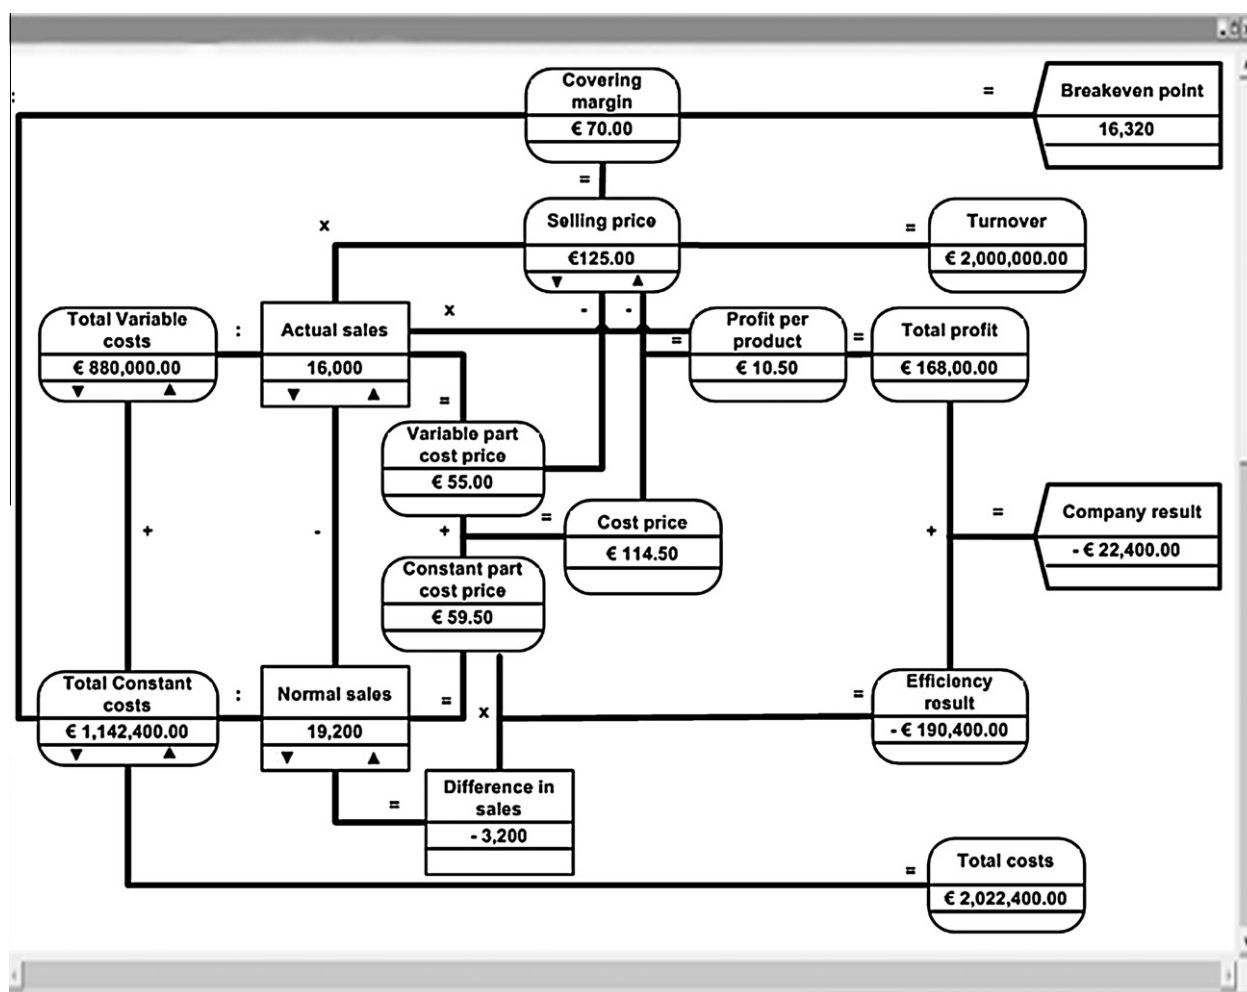 Covering
margin
€ 70.00
:
=
Breakeven point
16,320
=
Selling price
€125.00
▼ ▲
x
=
Turnover
€ 2,000,000.00
Total Variable
costs
€ 880,000.00
▼ ▲
:
Actual sales
16,000
▼ ▲
x
-
-
=
Profit per
product
€ 10.50
=
Total profit
€ 168,00.00
=
Variable part
cost price
€ 55.00
+
-
+
=
Cost price
€ 114.50
+
=
Company result
- € 22,400.00
Constant part
cost price
€ 59.50
Total Constant
costs
€ 1,142,400.00
▼ ▲
:
Normal sales
19,200
▼ ▲
=
x
=
Efficiency
result
- € 190,400.00
=
Difference in
sales
- 3,200
=
Total costs
€ 2,022,400.00